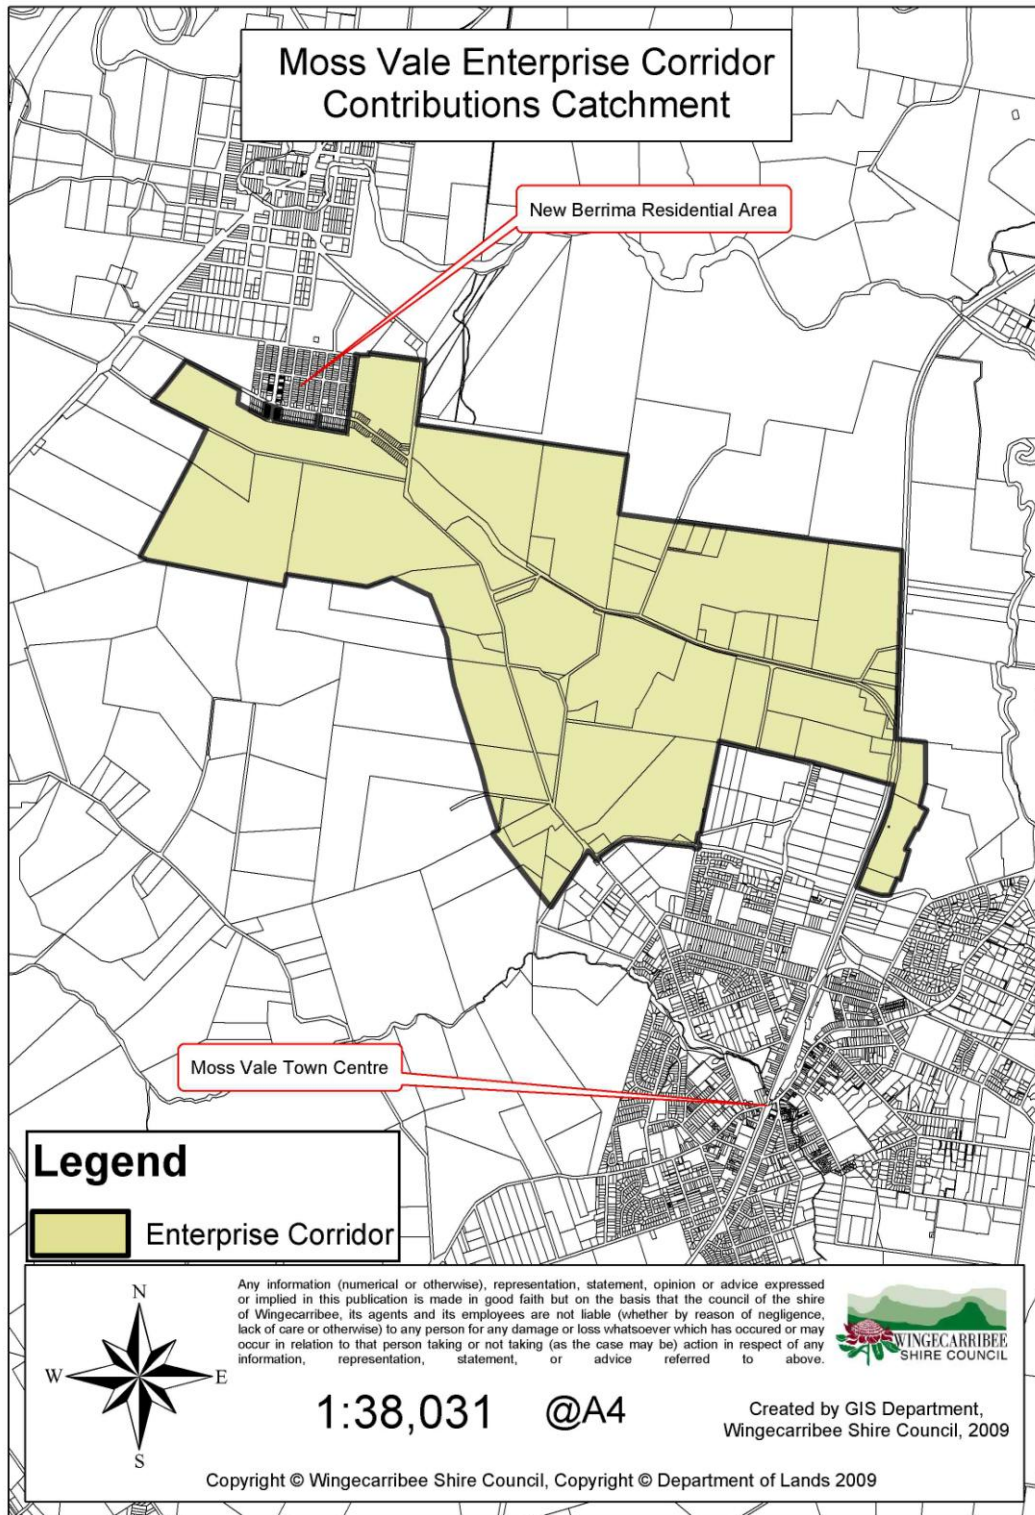 Moss Vale Enterprise Corridor
Contributions Catchment
New Berrima Residential Area
Moss Vale Town Centre
Legend
Enterprise Corridor
N
W
E
S
Any information (numerical or otherwise), representation, statement, opinion or advice expressed
or implied in this publication is made in good faith but on the basis that the council of the shire
of Wingecarribee, its agents and its employees are not liable (whether by reason of negligence,
lack of care or otherwise) to any person for any damage or loss whatsoever which has occured or may
occur in relation to that person taking or not taking (as the case may be) action in respect of any
information, representation, statement, or advice referred to above.
WINGECARRIBEE
SHIRE COUNCIL
1:38,031 @A4
Created by GIS Department,
Wingecarribee Shire Council, 2009
Copyright © Wingecarribee Shire Council, Copyright © Department of Lands 2009